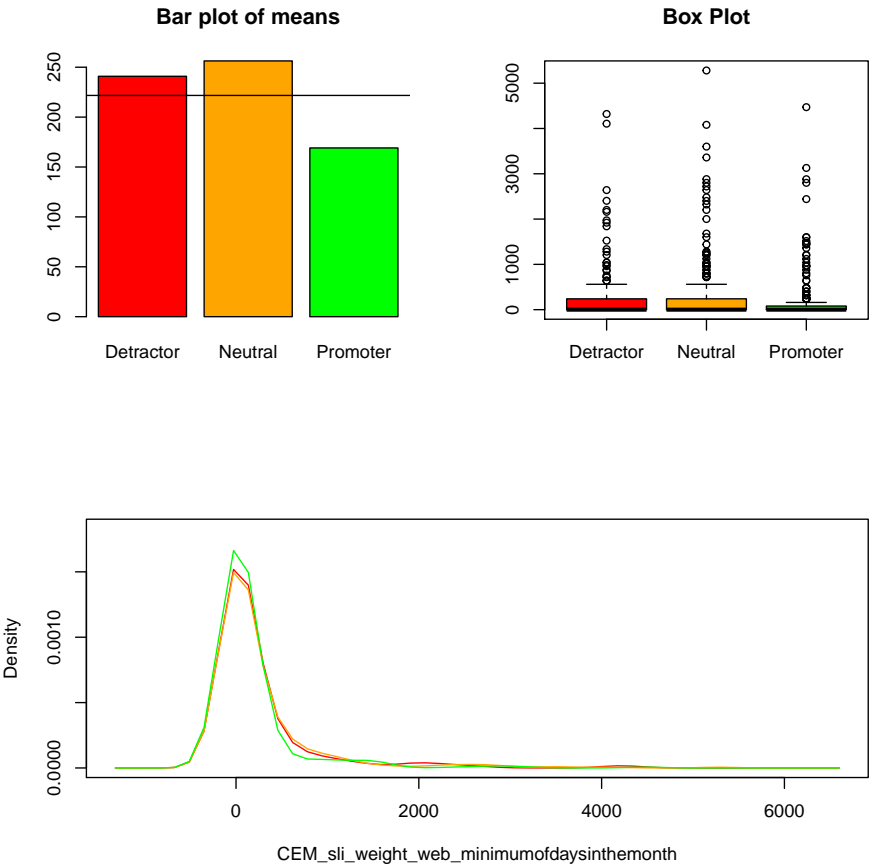 Bar plot of means
250
200
150
100
50
0
Detractor Neutral Promoter
Box Plot
5000
3000
1000
0
Detractor Neutral Promoter
Density
0.0010
0.0000
0 2000 4000 6000
CEM_sli_weight_web_minimumofdaysinthemonth